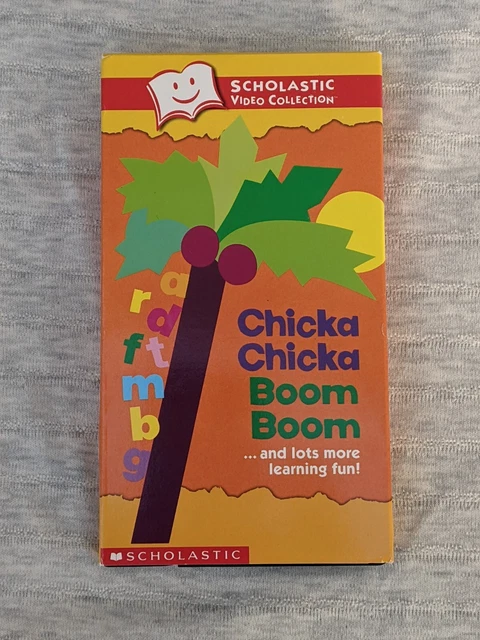 SCHOLASTIC
VIDEO COLLECTION™
a
r
d
f t
m
b
g
Chicka
Chicka
Boom
Boom
...and lots more
learning fun!
SCHOLASTIC